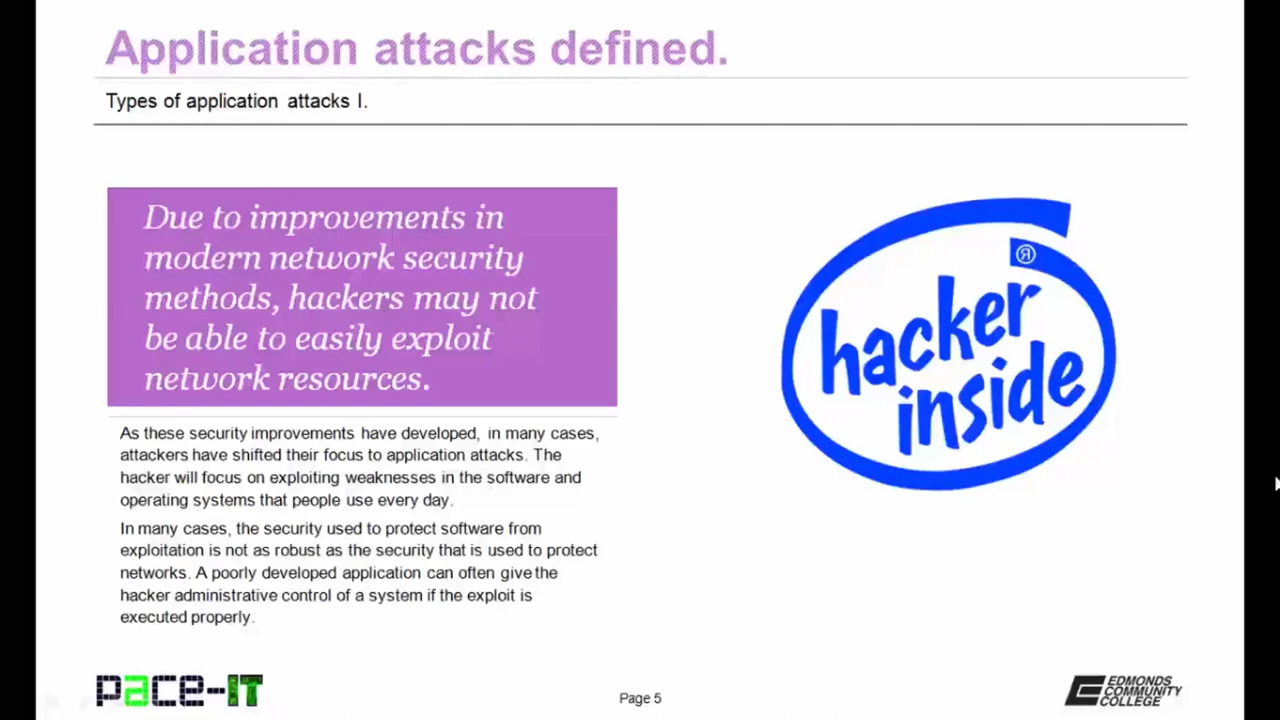 Application attacks defined.
Types of application attacks I.
Due to improvements in
modern network security
methods, hackers may not
be able to easily exploit
network resources.
As these security improvements have developed, in many cases,
attackers have shifted their focus to application attacks. The
hacker will focus on exploiting weaknesses in the software and
operating systems that people use every day.
In many cases, the security used to protect software from
exploitation is not as robust as the security that is used to protect
networks. A poorly developed application can often give the
hacker administrative control of a system if the exploit is
executed properly.
®
hacker
inside
pace-IT
Page 5
EDMONDS
COMMUNITY
COLLEGE